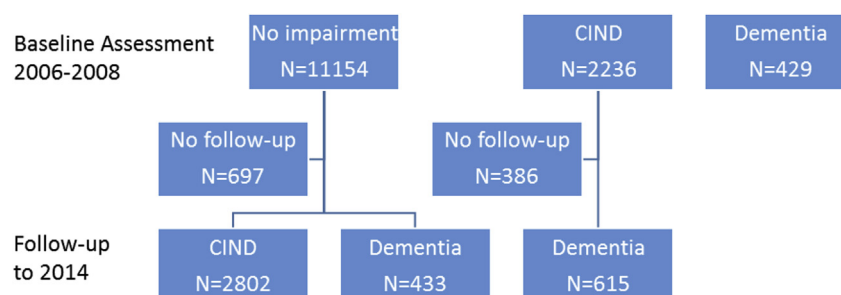 Baseline Assessment
2006-2008
No impairment
N=11154
CIND
N=2236
Dementia
N=429
No follow-up
N=697
No follow-up
N=386
Follow-up
to 2014
CIND
N=2802
Dementia
N=433
Dementia
N=615